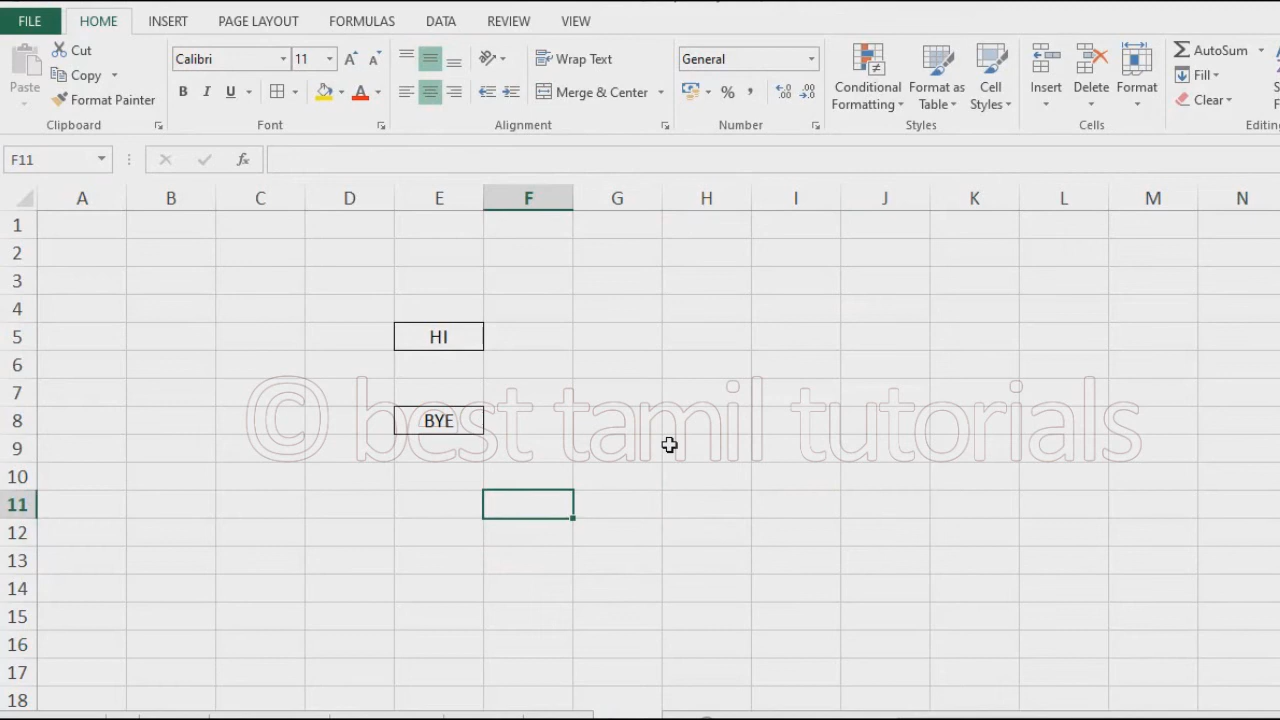 FILE HOME INSERT PAGE LAYOUT FORMULAS DATA REVIEW VIEW
Cut
Copy
Format Painter
Paste
Clipboard
Calibri 11
B I U A
Font
Wrap Text
Merge & Center
Alignment
General
%
Number
Conditional Formatting
Format as Table
Cell Styles
Styles
Insert Delete Format
Cells
AutoSum
Fill
Clear
F11 fx
A B C D E F G H I J K L M N
1
2
3
4
5 HI
6
7
8 BYE
© best tamil tutorials
9
10
11
12
13
14
15
16
17
18